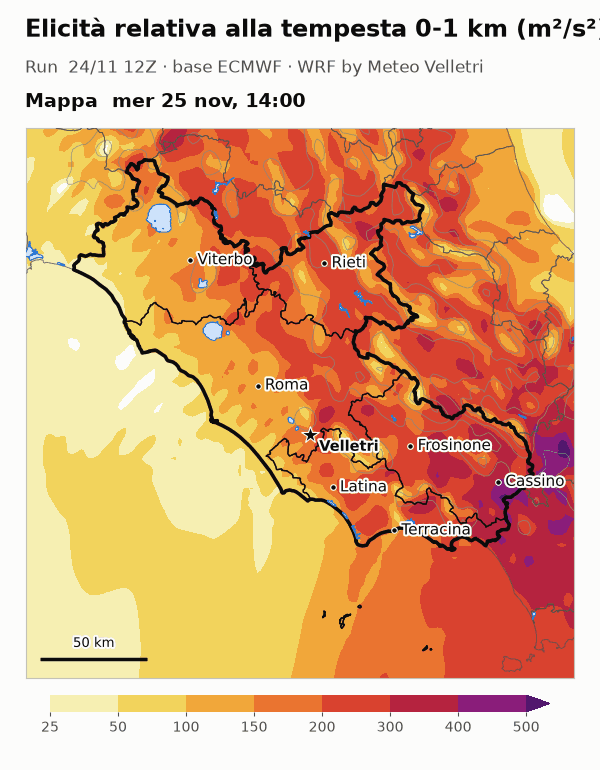 Elicità relativa alla tempesta 0-1 km (m²/s²)
Run 24/11 12Z · base ECMWF · WRF by Meteo Velletri
Mappa mer 25 nov, 14:00
Viterbo
Rieti
Roma
Velletri
Frosinone
Cassino
Latina
Terracina
50 km
25 50 100 150 200 300 400 500